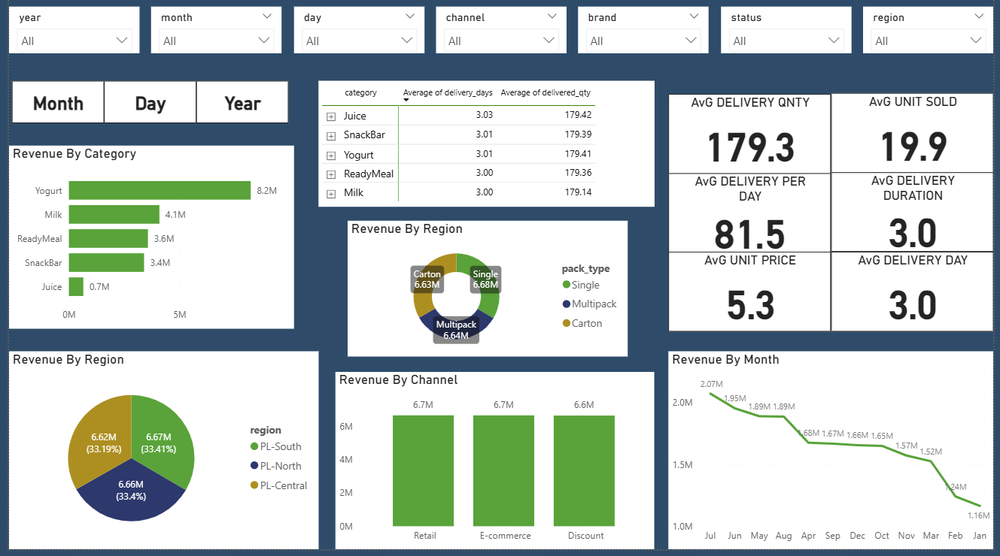 year
month
day
channel
brand
status
region
All
All
All
All
All
All
All
Month
Day
Year
Revenue By Category
Yogurt 8.2M
Milk 4.1M
ReadyMeal 3.6M
SnackBar 3.4M
Juice 0.7M
0M 5M
category Average of delivery_days Average of delivered_qty
Juice 3.03 179.42
SnackBar 3.01 179.39
Yogurt 3.01 179.41
ReadyMeal 3.00 179.36
Milk 3.00 179.14
AvG DELIVERY QNTY
179.3
AvG UNIT SOLD
19.9
AvG DELIVERY PER
DAY
81.5
AvG DELIVERY
DURATION
3.0
AvG UNIT PRICE
5.3
AvG DELIVERY DAY
3.0
Revenue By Region
Carton
6.63M
Single
6.68M
Multipack
6.64M
pack_type
Single
Multipack
Carton
Revenue By Region
6.62M
(33.19%)
6.67M
(33.41%)
6.66M
(33.4%)
region
PL-South
PL-North
PL-Central
Revenue By Channel
6.7M 6.7M 6.6M
6M
4M
2M
0M
Retail E-commerce Discount
Revenue By Month
2.07M
1.95M
1.89M 1.89M
1.68M 1.67M 1.66M 1.65M
1.57M
1.52M
1.24M
1.16M
2.0M
1.5M
1.0M
Jul Jun May Aug Apr Sep Dec Oct Nov Mar Feb Jan